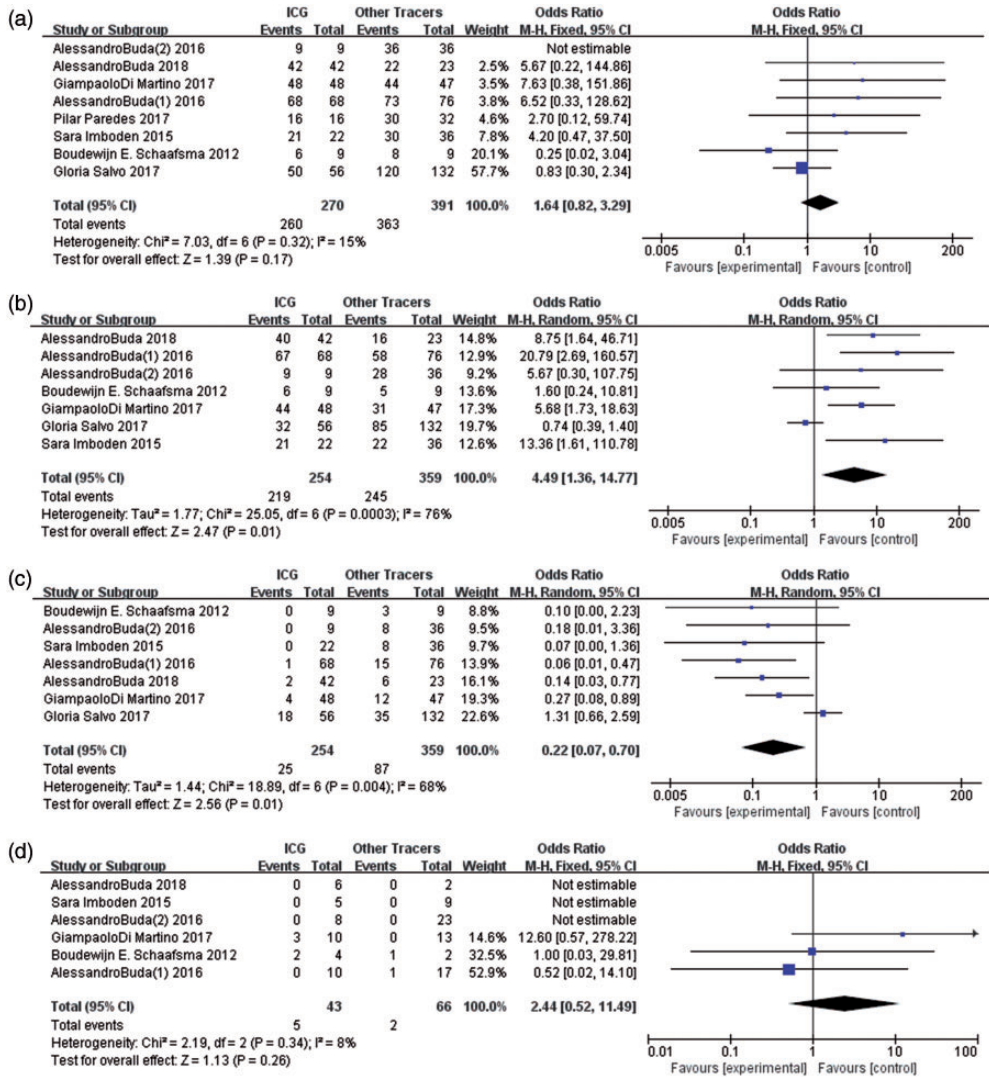 (a)
ICG Other Tracers Odds Ratio Odds Ratio
Study or Subgroup Events Total Events Total Weight M-H, Fixed, 95% CI M-H, Fixed, 95% CI
AlessandroBuda(2) 2016 9 9 36 36 Not estimable
AlessandroBuda 2018 42 42 22 23 2.5% 5.67 [0.22, 144.86]
GiampaoloDi Martino 2017 48 48 44 47 3.5% 7.63 [0.38, 151.86]
AlessandroBuda(1) 2016 68 68 73 76 3.8% 6.52 [0.33, 128.62]
Pilar Paredes 2017 16 16 30 32 4.6% 2.70 [0.12, 59.74]
Sara Imboden 2015 21 22 30 36 7.8% 4.20 [0.47, 37.50]
Boudewijn E. Schaafsma 2012 6 9 8 9 20.1% 0.25 [0.02, 3.04]
Gloria Salvo 2017 50 56 120 132 57.7% 0.83 [0.30, 2.34]
Total (95% CI) 270 391 100.0% 1.64 [0.82, 3.29]
Total events 260 363
Heterogeneity: Chi² = 7.03, df = 6 (P = 0.32); I² = 15%
Test for overall effect: Z = 1.39 (P = 0.17)
0.005 0.1 1 10 200
Favours [experimental] Favours [control]
(b)
ICG Other Tracers Odds Ratio Odds Ratio
Study or Subgroup Events Total Events Total Weight M-H, Random, 95% CI M-H, Random, 95% CI
AlessandroBuda 2018 40 42 16 23 14.8% 8.75 [1.64, 46.71]
AlessandroBuda(1) 2016 67 68 58 76 12.9% 20.79 [2.69, 160.57]
AlessandroBuda(2) 2016 9 9 28 36 9.2% 5.67 [0.30, 107.75]
Boudewijn E. Schaafsma 2012 6 9 5 9 13.6% 1.60 [0.24, 10.81]
GiampaoloDi Martino 2017 44 48 31 47 17.3% 5.68 [1.73, 18.63]
Gloria Salvo 2017 32 56 85 132 19.7% 0.74 [0.39, 1.40]
Sara Imboden 2015 21 22 22 36 12.6% 13.36 [1.61, 110.78]
Total (95% CI) 254 359 100.0% 4.49 [1.36, 14.77]
Total events 219 245
Heterogeneity: Tau² = 1.77; Chi² = 25.05, df = 6 (P = 0.0003); I² = 76%
Test for overall effect: Z = 2.47 (P = 0.01)
0.005 0.1 1 10 200
Favours [experimental] Favours [control]
(c)
ICG Other Tracers Odds Ratio Odds Ratio
Study or Subgroup Events Total Events Total Weight M-H, Random, 95% CI M-H, Random, 95% CI
Boudewijn E. Schaafsma 2012 0 9 3 9 8.8% 0.10 [0.00, 2.23]
AlessandroBuda(2) 2016 0 9 8 36 9.5% 0.18 [0.01, 3.36]
Sara Imboden 2015 0 22 8 36 9.7% 0.07 [0.00, 1.36]
AlessandroBuda(1) 2016 1 68 15 76 13.9% 0.06 [0.01, 0.47]
AlessandroBuda 2018 2 42 6 23 16.1% 0.14 [0.03, 0.77]
GiampaoloDi Martino 2017 4 48 12 47 19.3% 0.27 [0.08, 0.89]
Gloria Salvo 2017 18 56 35 132 22.6% 1.31 [0.66, 2.59]
Total (95% CI) 254 359 100.0% 0.22 [0.07, 0.70]
Total events 25 87
Heterogeneity: Tau² = 1.44; Chi² = 18.89, df = 6 (P = 0.004); I² = 68%
Test for overall effect: Z = 2.56 (P = 0.01)
0.005 0.1 1 10 200
Favours [experimental] Favours [control]
(d)
ICG Other Tracers Odds Ratio Odds Ratio
Study or Subgroup Events Total Events Total Weight M-H, Fixed, 95% CI M-H, Fixed, 95% CI
AlessandroBuda 2018 0 6 0 2 Not estimable
Sara Imboden 2015 0 5 0 9 Not estimable
AlessandroBuda(2) 2016 0 8 0 23 Not estimable
GiampaoloDi Martino 2017 3 10 0 13 14.6% 12.60 [0.57, 278.22]
Boudewijn E. Schaafsma 2012 2 4 1 2 32.5% 1.00 [0.03, 29.81]
AlessandroBuda(1) 2016 0 10 1 17 52.9% 0.52 [0.02, 14.10]
Total (95% CI) 43 66 100.0% 2.44 [0.52, 11.49]
Total events 5 2
Heterogeneity: Chi² = 2.19, df = 2 (P = 0.34); I² = 8%
Test for overall effect: Z = 1.13 (P = 0.26)
0.01 0.1 1 10 100
Favours [experimental] Favours [control]